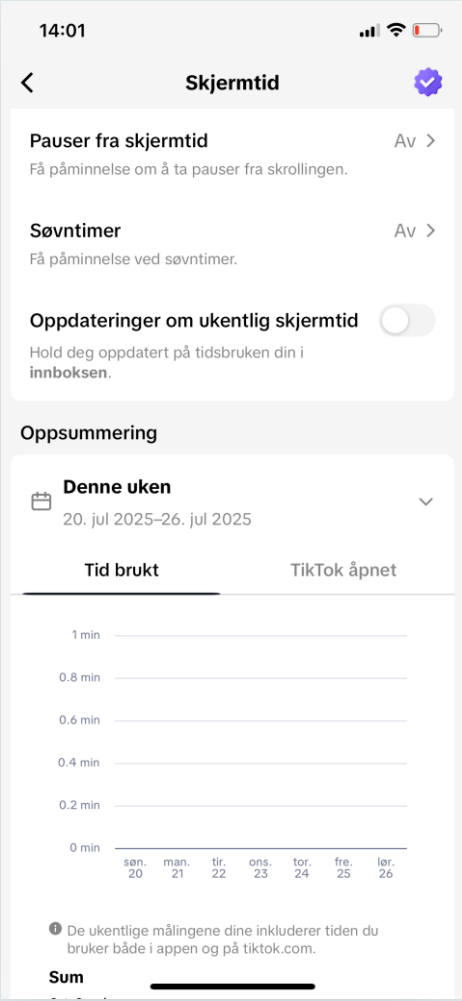 14:01
Skjermtid
Pauser fra skjermtid
Av
Få påminnelse om å ta pauser fra skrollingen.
Søvntimer
Av
Få påminnelse ved søvntimer.
Oppdateringer om ukentlig skjermtid
Hold deg oppdatert på tidsbruken din i
innboksen.
Oppsummering
Denne uken
20. jul 2025–26. jul 2025
Tid brukt
TikTok åpnet
1 min
0.8 min
0.6 min
0.4 min
0.2 min
0 min
søn. man. tir. ons. tor. fre. lør.
20 21 22 23 24 25 26
De ukentlige målingene dine inkluderer tiden du
bruker både i appen og på tiktok.com.
Sum